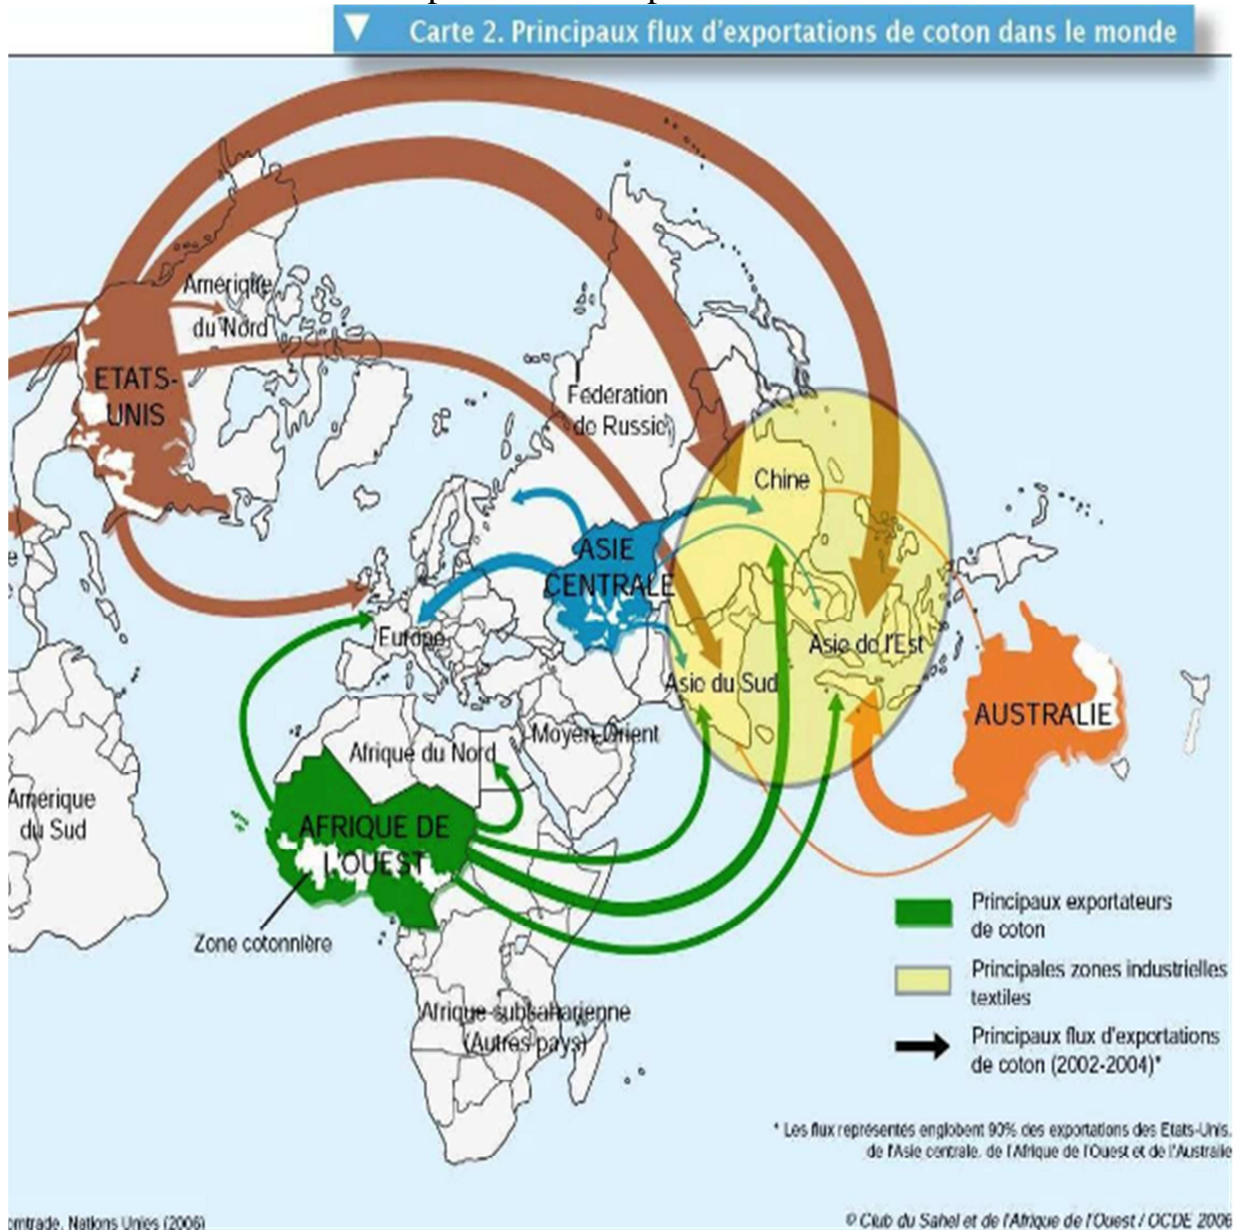 Carte 2. Principaux flux d'exportations de coton dans le monde
Amérique
du Nord
ETATS-
UNIS
Fédération
de Russie
Chine
ASIE
CENTRALE
Europe
Asie de l'Est
Asie du Sud
AUSTRALIE
Moyen-Orient
Afrique du Nord
Amérique
du Sud
AFRIQUE DE
L'OUEST
Zone cotonnière
Afrique subsaharienne
(Autres pays)
Principaux exportateurs
de coton
Principales zones industrielles
textiles
Principaux flux d'exportations
de coton (2002-2004)*
* Les flux représentés englobent 90% des exportations des Etats-Unis,
de l'Asie centrale, de l'Afrique de l'Ouest et de l'Australie
omtrade, Nations Unies (2006)
© Club du Sahel et de l'Afrique de l'Ouest / OCDE 2006